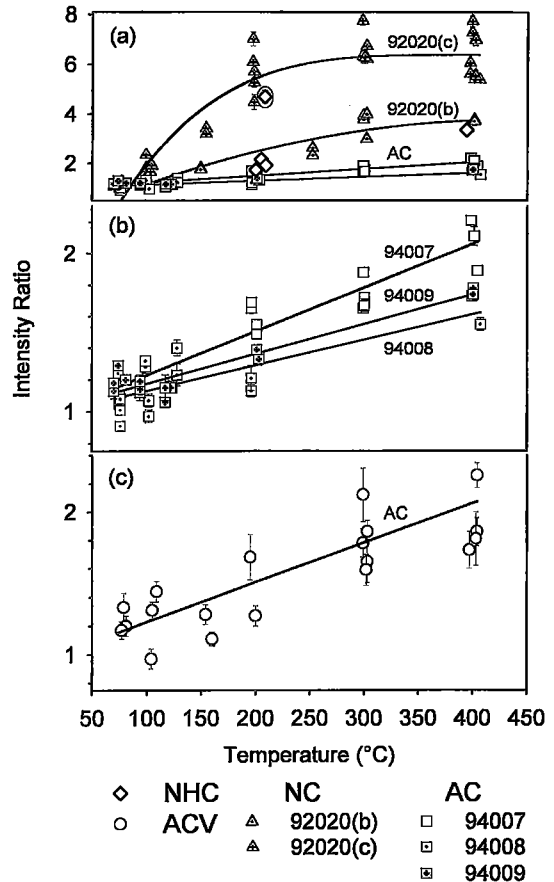 8
(a)
92020(c)
6
4
92020(b)
AC
2
(b)
94007
2
94009
94008
1
Intensity Ratio
(c)
AC
2
1
50 100 150 200 250 300 350 400 450
Temperature (°C)
NHC NC AC
ACV 92020(b) 94007
92020(c) 94008
94009